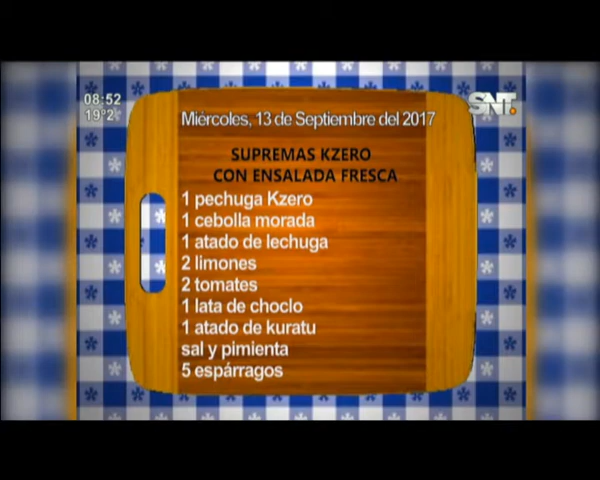 08:52
19°2
SNT.
Miércoles, 13 de Septiembre del 2017
SUPREMAS KZERO
CON ENSALADA FRESCA
1 pechuga Kzero
1 cebolla morada
1 atado de lechuga
2 limones
2 tomates
1 lata de choclo
1 atado de kuratu
sal y pimienta
5 espárragos